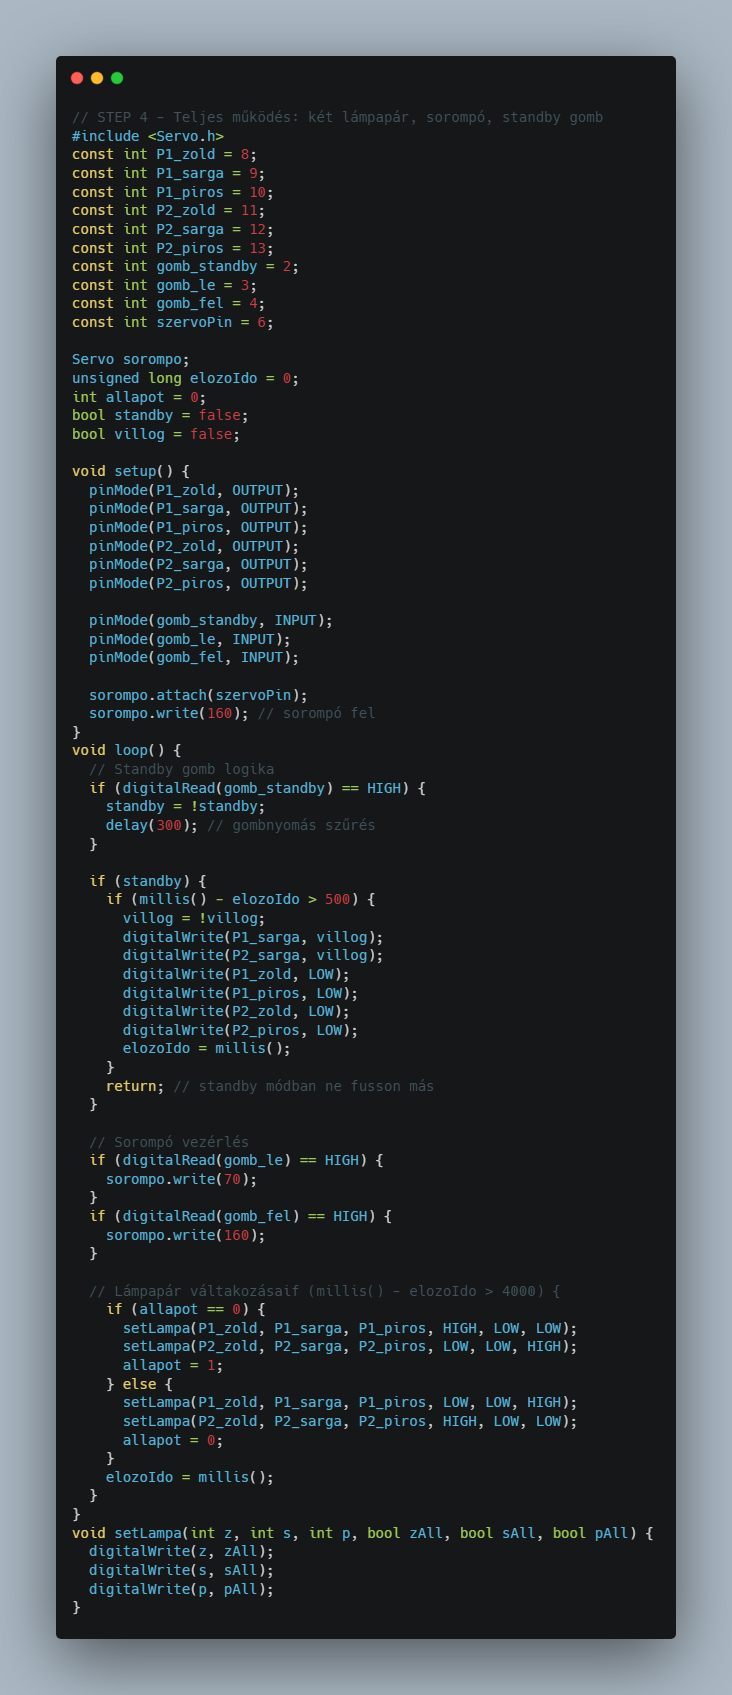 // STEP 4 - Teljes működés: két lámpapár, sorompó, standby gomb
#include <Servo.h>
const int P1_zold = 8;
const int P1_sarga = 9;
const int P1_piros = 10;
const int P2_zold = 11;
const int P2_sarga = 12;
const int P2_piros = 13;
const int gomb_standby = 2;
const int gomb_le = 3;
const int gomb_fel = 4;
const int szervoPin = 6;

Servo sorompo;
unsigned long elozoIdo = 0;
int allapot = 0;
bool standby = false;
bool villog = false;

void setup() {
  pinMode(P1_zold, OUTPUT);
  pinMode(P1_sarga, OUTPUT);
  pinMode(P1_piros, OUTPUT);
  pinMode(P2_zold, OUTPUT);
  pinMode(P2_sarga, OUTPUT);
  pinMode(P2_piros, OUTPUT);

  pinMode(gomb_standby, INPUT);
  pinMode(gomb_le, INPUT);
  pinMode(gomb_fel, INPUT);

  sorompo.attach(szervoPin);
  sorompo.write(160); // sorompó fel
}
void loop() {
  // Standby gomb logika
  if (digitalRead(gomb_standby) == HIGH) {
    standby = !standby;
    delay(300); // gombnyomás szűrés
  }

  if (standby) {
    if (millis() - elozoIdo > 500) {
      villog = !villog;
      digitalWrite(P1_sarga, villog);
      digitalWrite(P2_sarga, villog);
      digitalWrite(P1_zold, LOW);
      digitalWrite(P1_piros, LOW);
      digitalWrite(P2_zold, LOW);
      digitalWrite(P2_piros, LOW);
      elozoIdo = millis();
    }
    return; // standby módban ne fusson más
  }

  // Sorompó vezérlés
  if (digitalRead(gomb_le) == HIGH) {
    sorompo.write(70);
  }
  if (digitalRead(gomb_fel) == HIGH) {
    sorompo.write(160);
  }

  // Lámpapár váltakozásaif (millis() - elozoIdo > 4000) {
    if (allapot == 0) {
      setLampa(P1_zold, P1_sarga, P1_piros, HIGH, LOW, LOW);
      setLampa(P2_zold, P2_sarga, P2_piros, LOW, LOW, HIGH);
      allapot = 1;
    } else {
      setLampa(P1_zold, P1_sarga, P1_piros, LOW, LOW, HIGH);
      setLampa(P2_zold, P2_sarga, P2_piros, HIGH, LOW, LOW);
      allapot = 0;
    }
    elozoIdo = millis();
  }
}
void setLampa(int z, int s, int p, bool zAll, bool sAll, bool pAll) {
  digitalWrite(z, zAll);
  digitalWrite(s, sAll);
  digitalWrite(p, pAll);
}